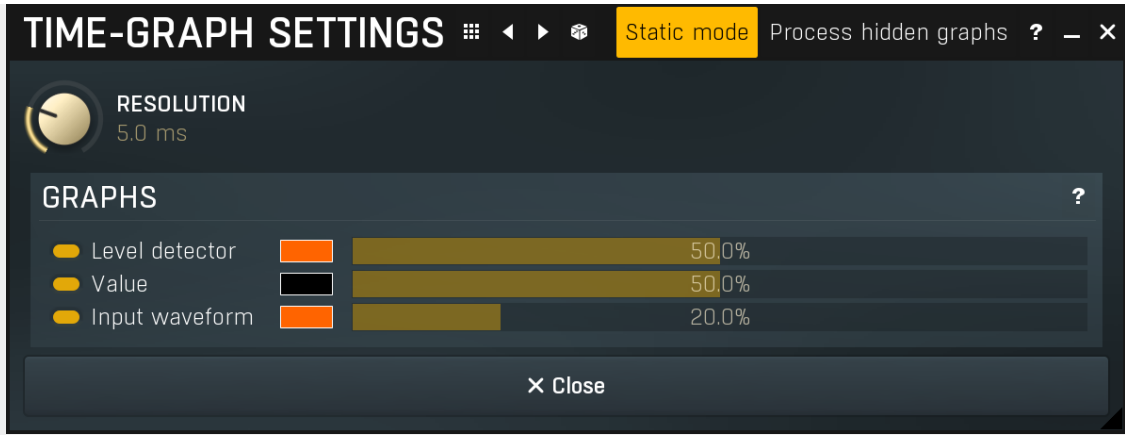 TIME-GRAPH SETTINGS Static mode Process hidden graphs ?
RESOLUTION
5.0 ms
GRAPHS ?
Level detector 50.0%
Value 50.0%
Input waveform 20.0%
Close